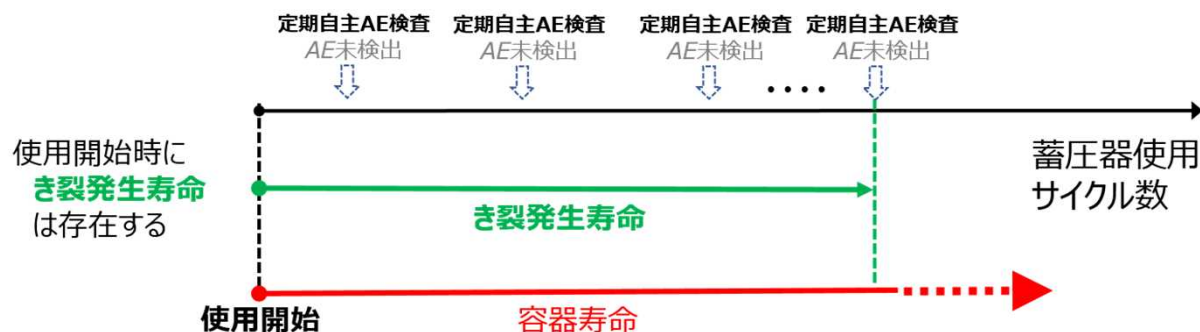 定期自主AE検査 定期自主AE検査 定期自主AE検査 定期自主AE検査
AE未検出 AE未検出 AE未検出 AE未検出
‥‥
使用開始時に
き裂発生寿命
は存在する
蓄圧器使用
サイクル数
き裂発生寿命
使用開始
容器寿命